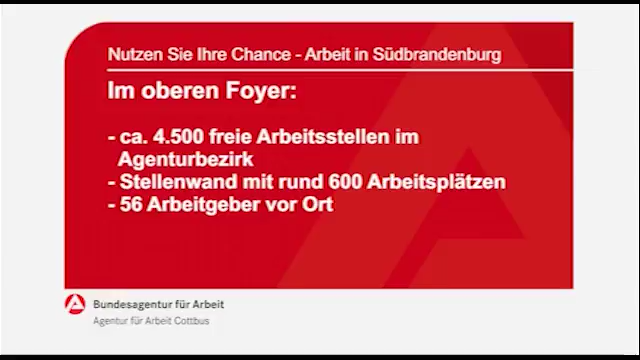 Nutzen Sie Ihre Chance - Arbeit in Südbrandenburg
Im oberen Foyer:
- ca. 4.500 freie Arbeitsstellen im
Agenturbezirk
- Stellenwand mit rund 600 Arbeitsplätzen
- 56 Arbeitgeber vor Ort
Bundesagentur für Arbeit
Agentur für Arbeit Cottbus